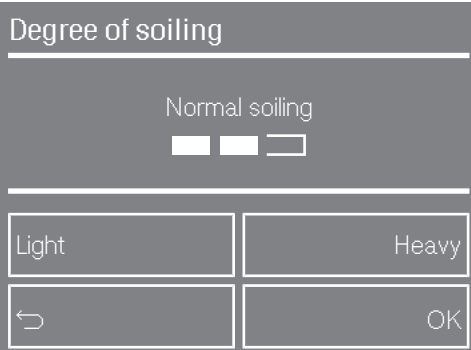 Degree of soiling
Normal soiling
Light
Heavy
OK